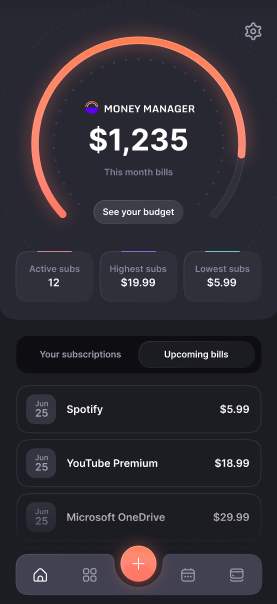 MONEY MANAGER
$1,235
This month bills
See your budget
Active subs
12
Highest subs
$19.99
Lowest subs
$5.99
Your subscriptions
Upcoming bills
Jun
25
Spotify
$5.99
Jun
25
YouTube Premium
$18.99
Jun
25
Microsoft OneDrive
$29.99